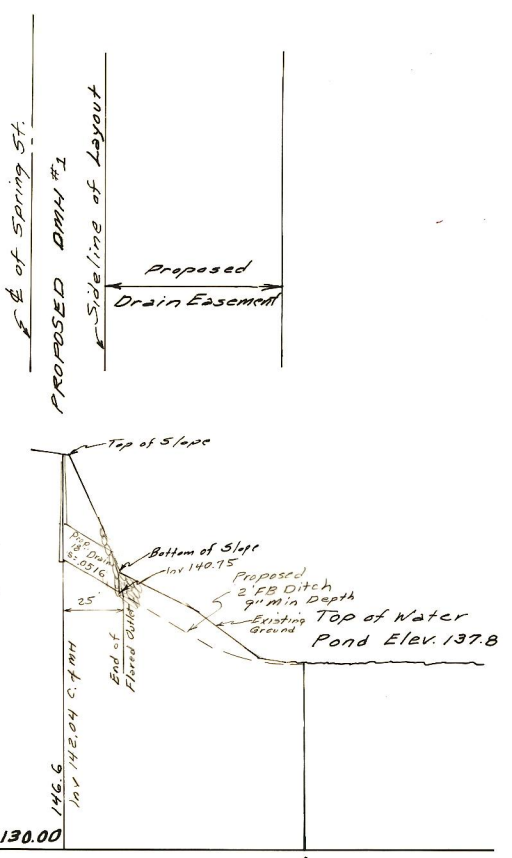 ℄ of Spring St.
PROPOSED DMH #1
Sideline of Layout
Proposed
Drain Easement
Top of Slope
Prop.
18" Drain
S=.0516
Bottom of Slope
Inv 140.75
25'
Proposed
2' FB Ditch
9" Min Depth
Existing
Ground
Top of Water
Pond Elev. 137.8
End of
Flared Outlet
146.6
Inv 142.04 C.4MH
130.00